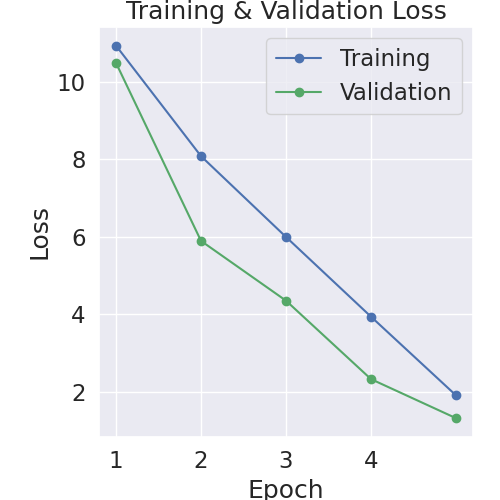 Training & Validation Loss
Training
Validation
Loss
10
8
6
4
2
1 2 3 4
Epoch